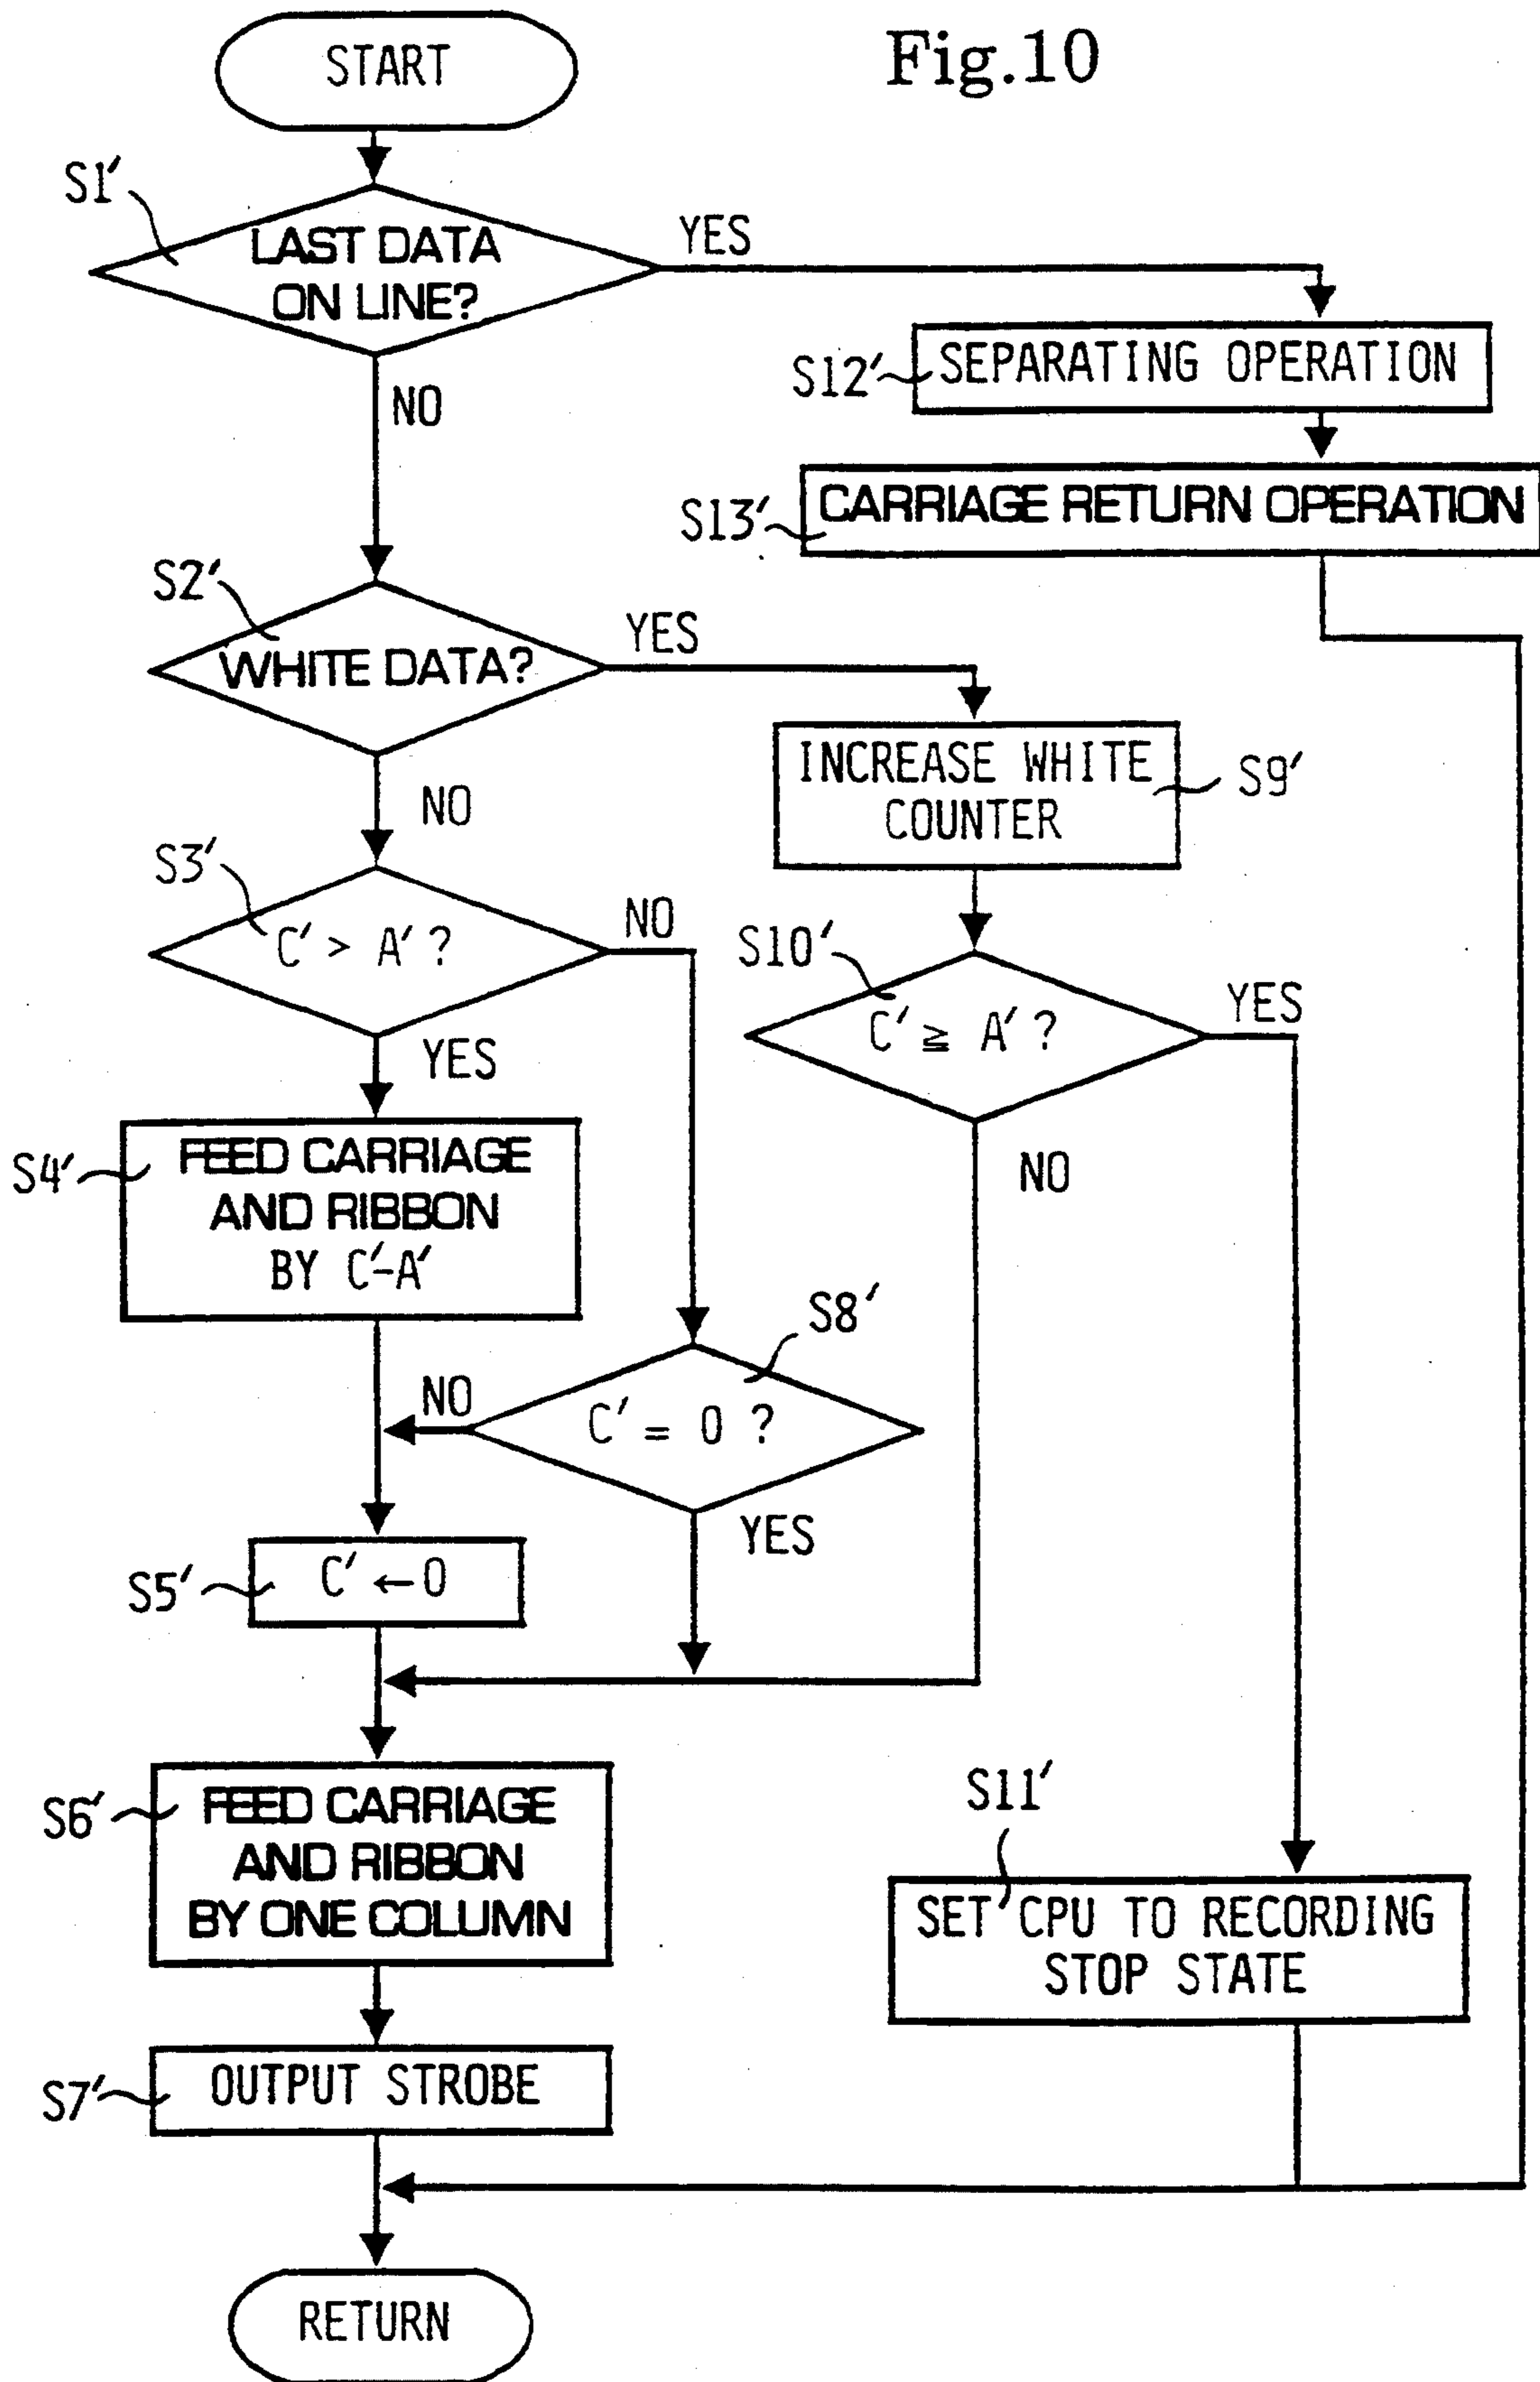 Fig.10
START
S1′
LAST DATA
ON LINE?
YES
NO
S12′
SEPARATING OPERATION
S13′
CARRIAGE RETURN OPERATION
S2′
WHITE DATA?
YES
NO
INCREASE WHITE
COUNTER
S9′
S3′
C′ > A′ ?
NO
YES
S10′
C′ ≧ A′ ?
YES
NO
S4′
FEED CARRIAGE
AND RIBBON
BY C′-A′
S8′
C′ = 0 ?
NO
YES
S5′
C′ ← 0
S6′
FEED CARRIAGE
AND RIBBON
BY ONE COLUMN
S11′
SET CPU TO RECORDING
STOP STATE
S7′
OUTPUT STROBE
RETURN